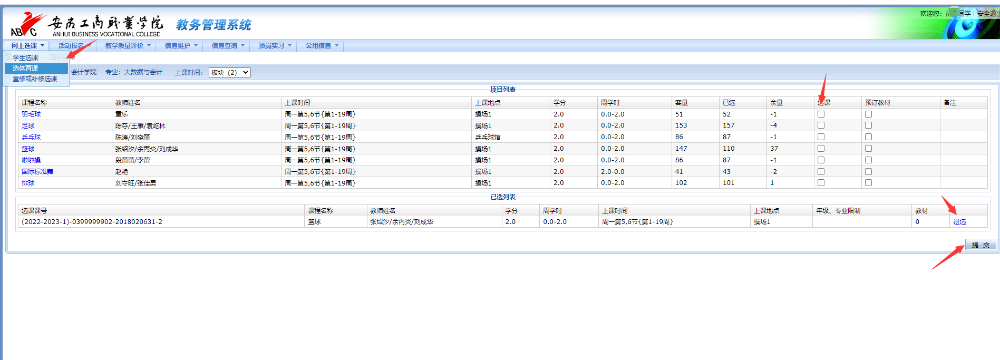 欢迎您: 同学 | 安全退出
安徽工商职业学院 教务管理系统
ABVC ANHUI BUSINESS VOCATIONAL COLLEGE
网上选课 活动报名 教学质量评价 信息维护 信息查询 顶岗实习 公用信息
学生选课
选体育课
重修或补修选课
会计学院 专业: 大数据与会计 上课时间: 板块（2）
项目列表
课程名称 教师姓名 上课时间 上课地点 学分 周学时 容量 已选 余量 选课 预订教材 备注
羽毛球 童乐 周一第5,6节{第1-19周} 操场1 2.0 0.0-2.0 51 52 -1
足球 陈夺/王雁/袁屹林 周一第5,6节{第1-19周} 操场1 2.0 0.0-2.0 153 157 -4
乒乓球 陈涛/刘晓丽 周一第5,6节{第1-19周} 乒乓球馆 2.0 0.0-2.0 86 87 -1
篮球 张绍汐/余丙炎/刘成华 周一第5,6节{第1-19周} 操场1 2.0 0.0-2.0 147 110 37
啦啦操 段茜茜/李茜 周一第5,6节{第1-19周} 操场1 2.0 0.0-2.0 86 87 -1
国际标准舞 赵艳 周一第5,6节{第1-19周} 操场1 2.0 2.0-0.0 41 43 -2
排球 刘守旺/张佳男 周一第5,6节{第1-19周} 操场1 2.0 0.0-2.0 102 101 1
已选列表
选课课号 课程名称 教师姓名 学分 周学时 上课时间 上课地点 年级、专业限制 教材
(2022-2023-1)-0399999902-2018020631-2 篮球 张绍汐/余丙炎/刘成华 2.0 0.0-2.0 周一第5,6节{第1-19周} 操场1 0 退选
提 交